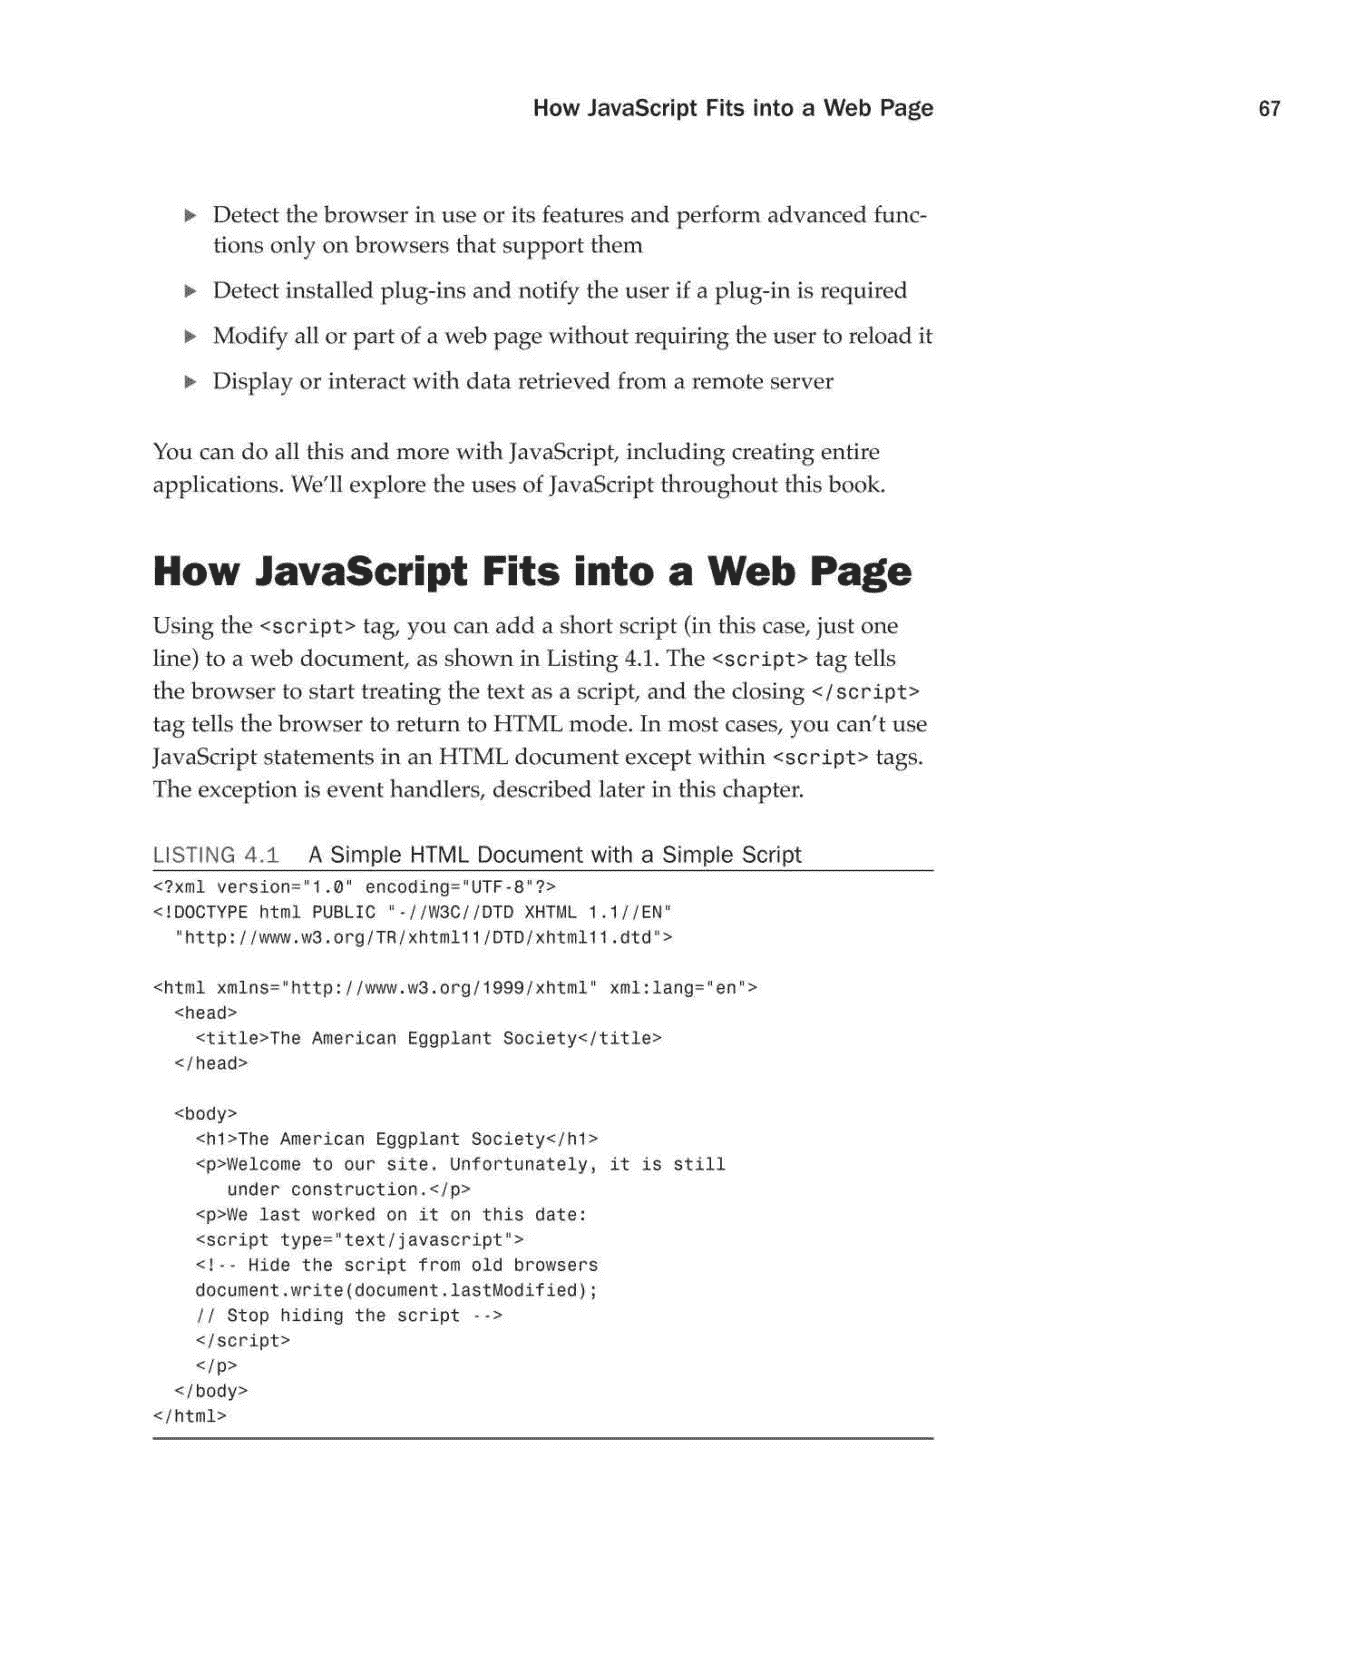 How JavaScript Fits into a Web Page 67
▶ Detect the browser in use or its features and perform advanced func-
tions only on browsers that support them
▶ Detect installed plug-ins and notify the user if a plug-in is required
▶ Modify all or part of a web page without requiring the user to reload it
▶ Display or interact with data retrieved from a remote server
You can do all this and more with JavaScript, including creating entire
applications. We'll explore the uses of JavaScript throughout this book.
How JavaScript Fits into a Web Page
Using the <script> tag, you can add a short script (in this case, just one
line) to a web document, as shown in Listing 4.1. The <script> tag tells
the browser to start treating the text as a script, and the closing </script>
tag tells the browser to return to HTML mode. In most cases, you can't use
JavaScript statements in an HTML document except within <script> tags.
The exception is event handlers, described later in this chapter.
LISTING 4.1 A Simple HTML Document with a Simple Script
<?xml version="1.0" encoding="UTF-8"?>
<!DOCTYPE html PUBLIC "-//W3C//DTD XHTML 1.1//EN"
  "http://www.w3.org/TR/xhtml11/DTD/xhtml11.dtd">
<html xmlns="http://www.w3.org/1999/xhtml" xml:lang="en">
  <head>
    <title>The American Eggplant Society</title>
  </head>
  <body>
    <h1>The American Eggplant Society</h1>
    <p>Welcome to our site. Unfortunately, it is still
       under construction.</p>
    <p>We last worked on it on this date:
    <script type="text/javascript">
    <!-- Hide the script from old browsers
    document.write(document.lastModified);
    // Stop hiding the script -->
    </script>
    </p>
  </body>
</html>